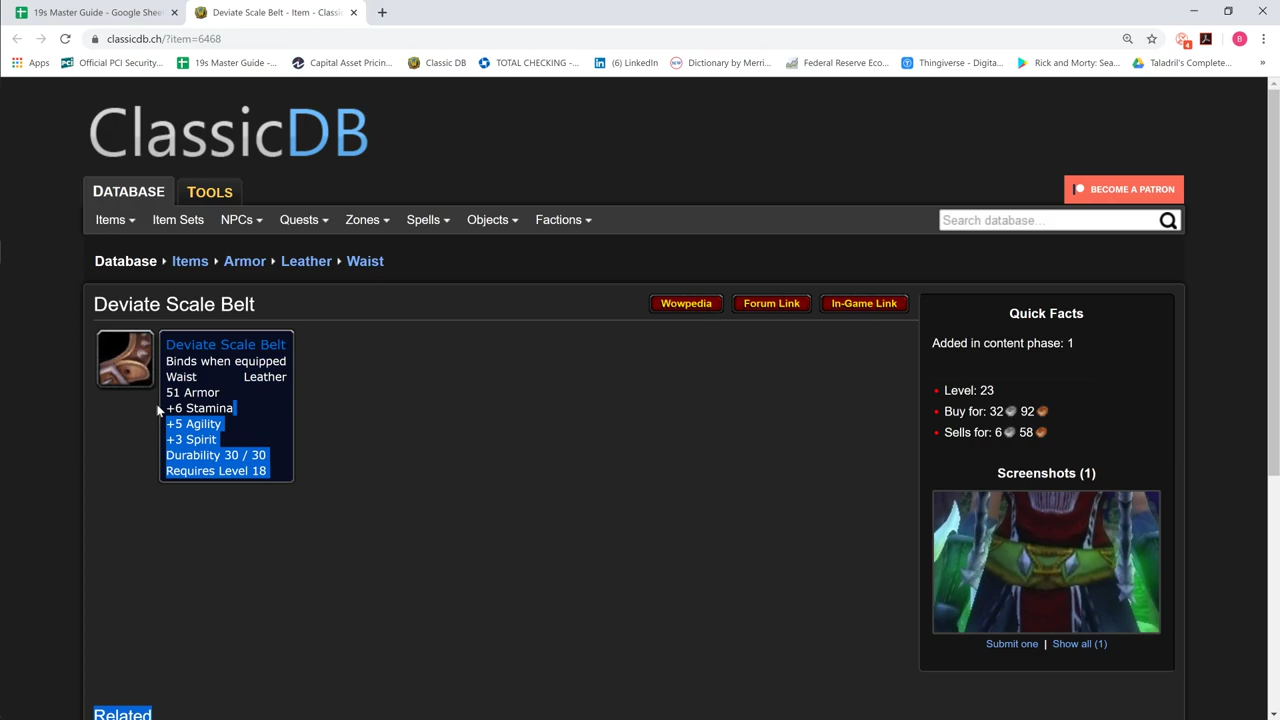 19s Master Guide - Google Shee
Deviate Scale Belt - Item - Classic
classicdb.ch/?item=6468
4
B
Apps
Official PCI Security...
19s Master Guide -...
Capital Asset Pricin...
Classic DB
TOTAL CHECKING -...
(6) LinkedIn
Dictionary by Merri...
Federal Reserve Eco...
Thingiverse - Digita...
Rick and Morty: Sea...
Taladril's Complete...
»
ClassicDB
DATABASE
TOOLS
BECOME A PATRON
Items
Item Sets
NPCs
Quests
Zones
Spells
Objects
Factions
Search database...
Database
Items
Armor
Leather
Waist
Deviate Scale Belt
Wowpedia
Forum Link
In-Game Link
Deviate Scale Belt
Binds when equipped
Waist Leather
51 Armor
+6 Stamina
+5 Agility
+3 Spirit
Durability 30 / 30
Requires Level 18
Quick Facts
Added in content phase: 1
Level: 23
Buy for: 32 92
Sells for: 6 58
Screenshots (1)
Submit one | Show all (1)
Related